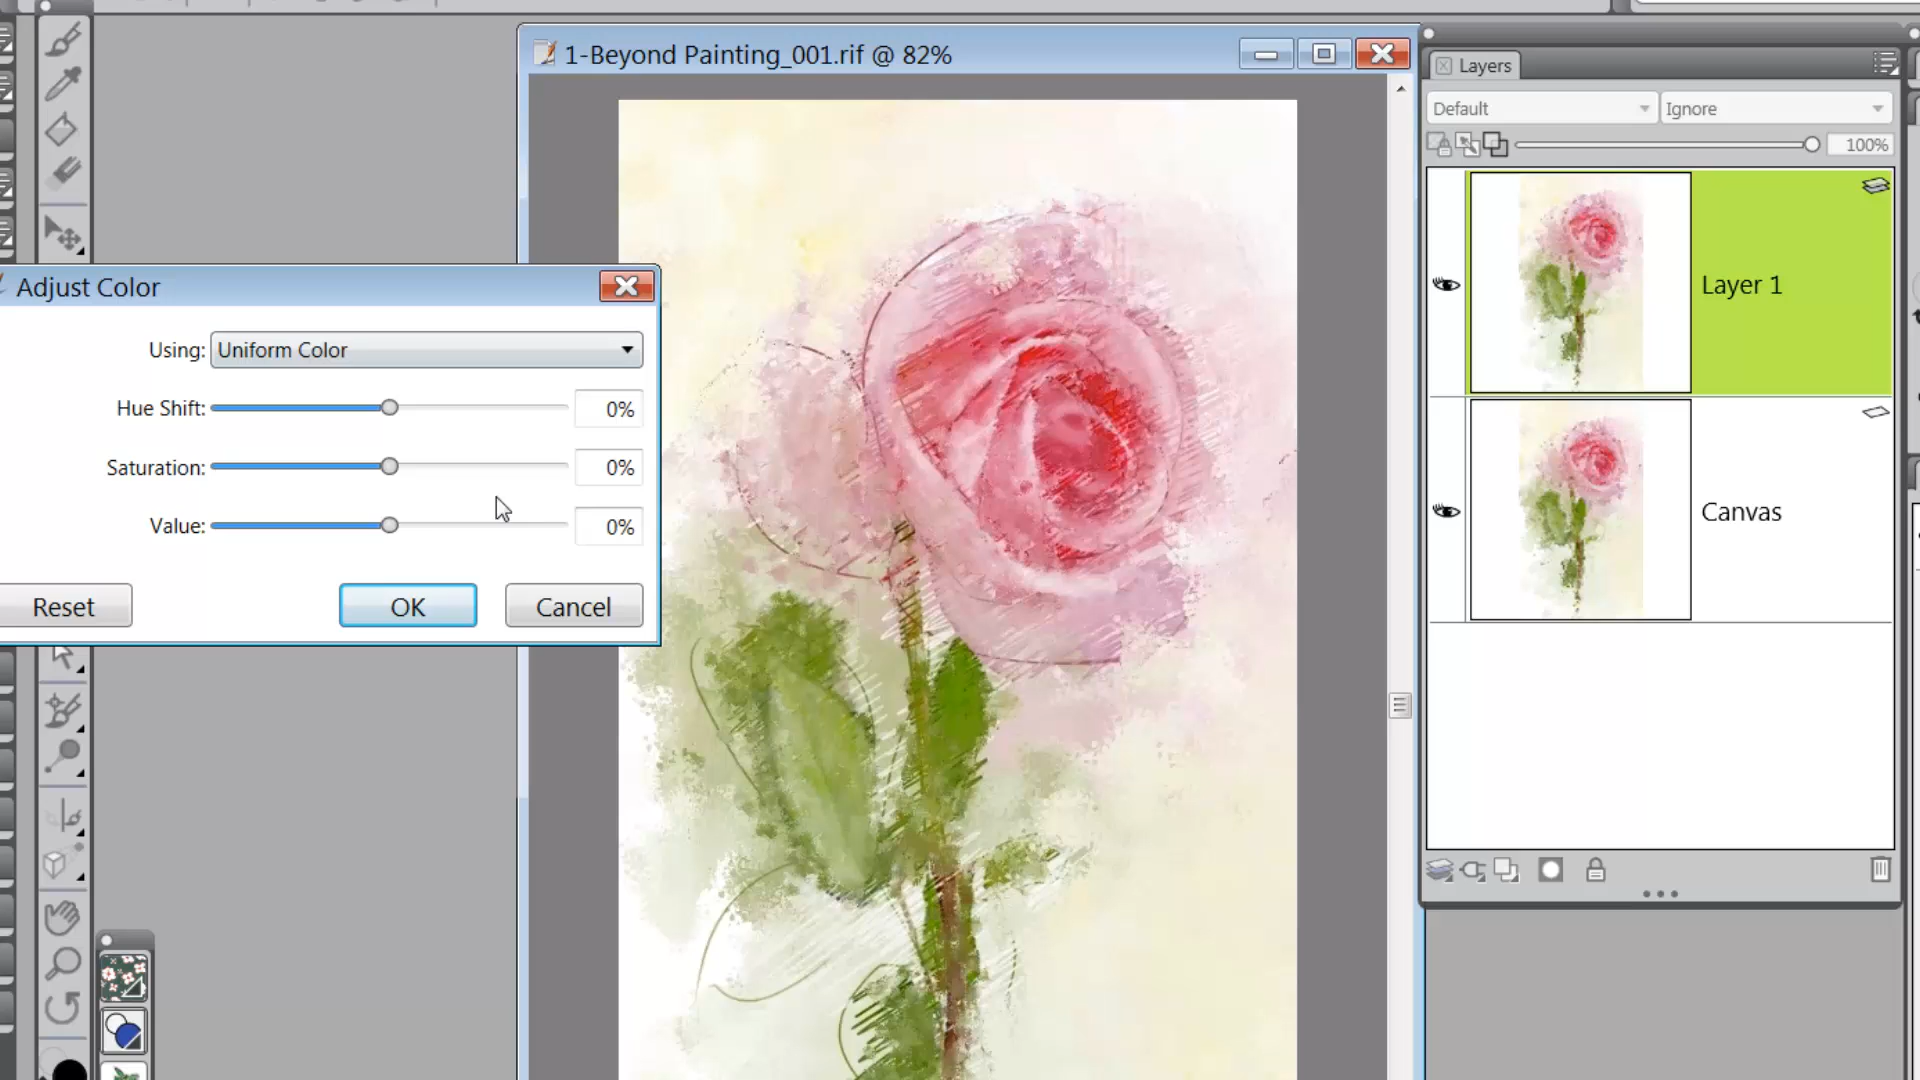 1-Beyond Painting_001.rif @ 82%
Layers
Default
Ignore
100%
Layer 1
Canvas
Adjust Color
Using: Uniform Color
Hue Shift: 0%
Saturation: 0%
Value: 0%
Reset
OK
Cancel